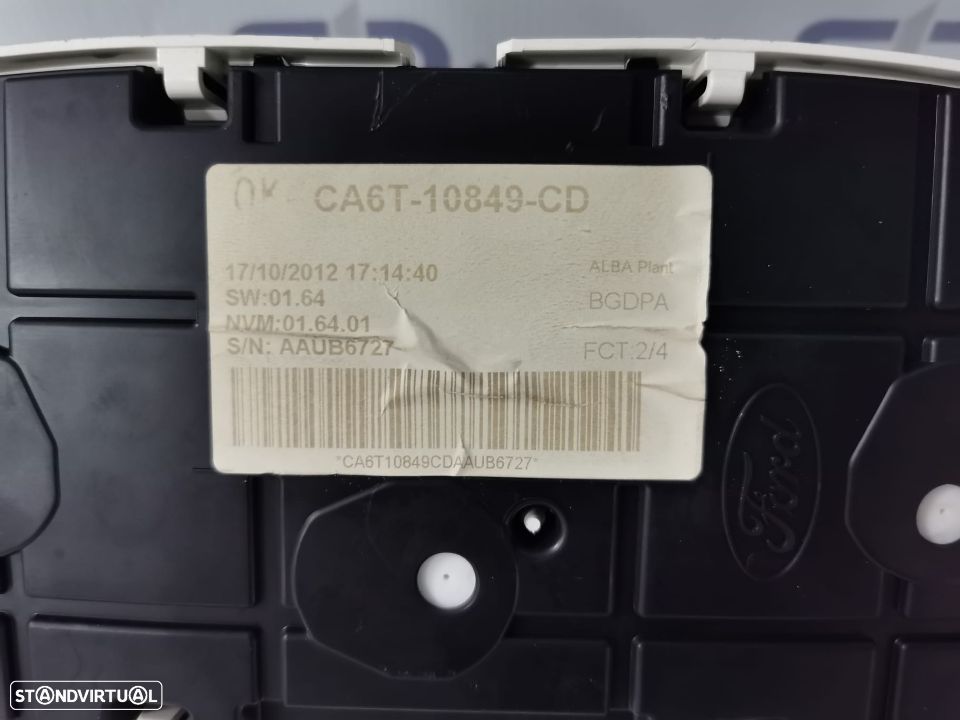 OK CA6T-10849-CD
17/10/2012 17:14:40
ALBA Plant
SW:01.64
BGDPA
NVM:01.64.01
S/N: AAUB6727
FCT:2/4
*CA6T10849CDAAUB6727*
Ford
STANDVIRTUAL